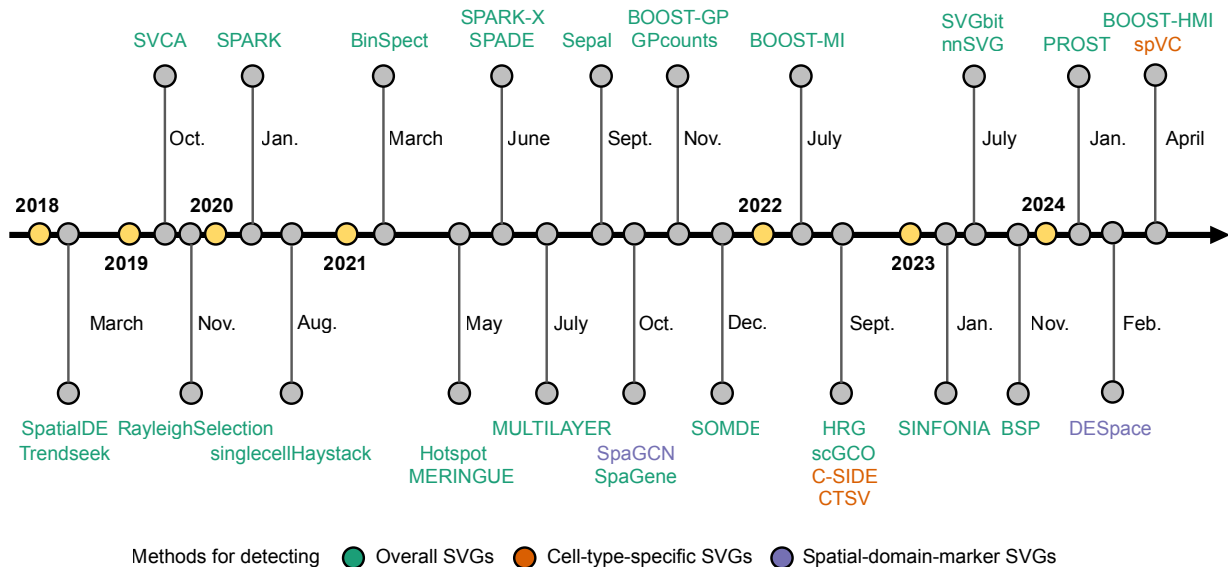 SVCA
SPARK
BinSpect
SPARK-X
SPADE
Sepal
BOOST-GP
GPcounts
BOOST-MI
SVGbit
nnSVG
PROST
BOOST-HMI
spVC
Oct.
Jan.
March
June
Sept.
Nov.
July
July
Jan.
April
2018
2020
2022
2024
2019
2021
2023
March
Nov.
Aug.
May
July
Oct.
Dec.
Sept.
Jan.
Nov.
Feb.
SpatialDE
Trendseek
RayleighSelection
singlecellHaystack
Hotspot
MERINGUE
MULTILAYER
SpaGCN
SpaGene
SOMDE
HRG
scGCO
C-SIDE
CTSV
SINFONIA
BSP
DESpace
Methods for detecting
Overall SVGs
Cell-type-specific SVGs
Spatial-domain-marker SVGs